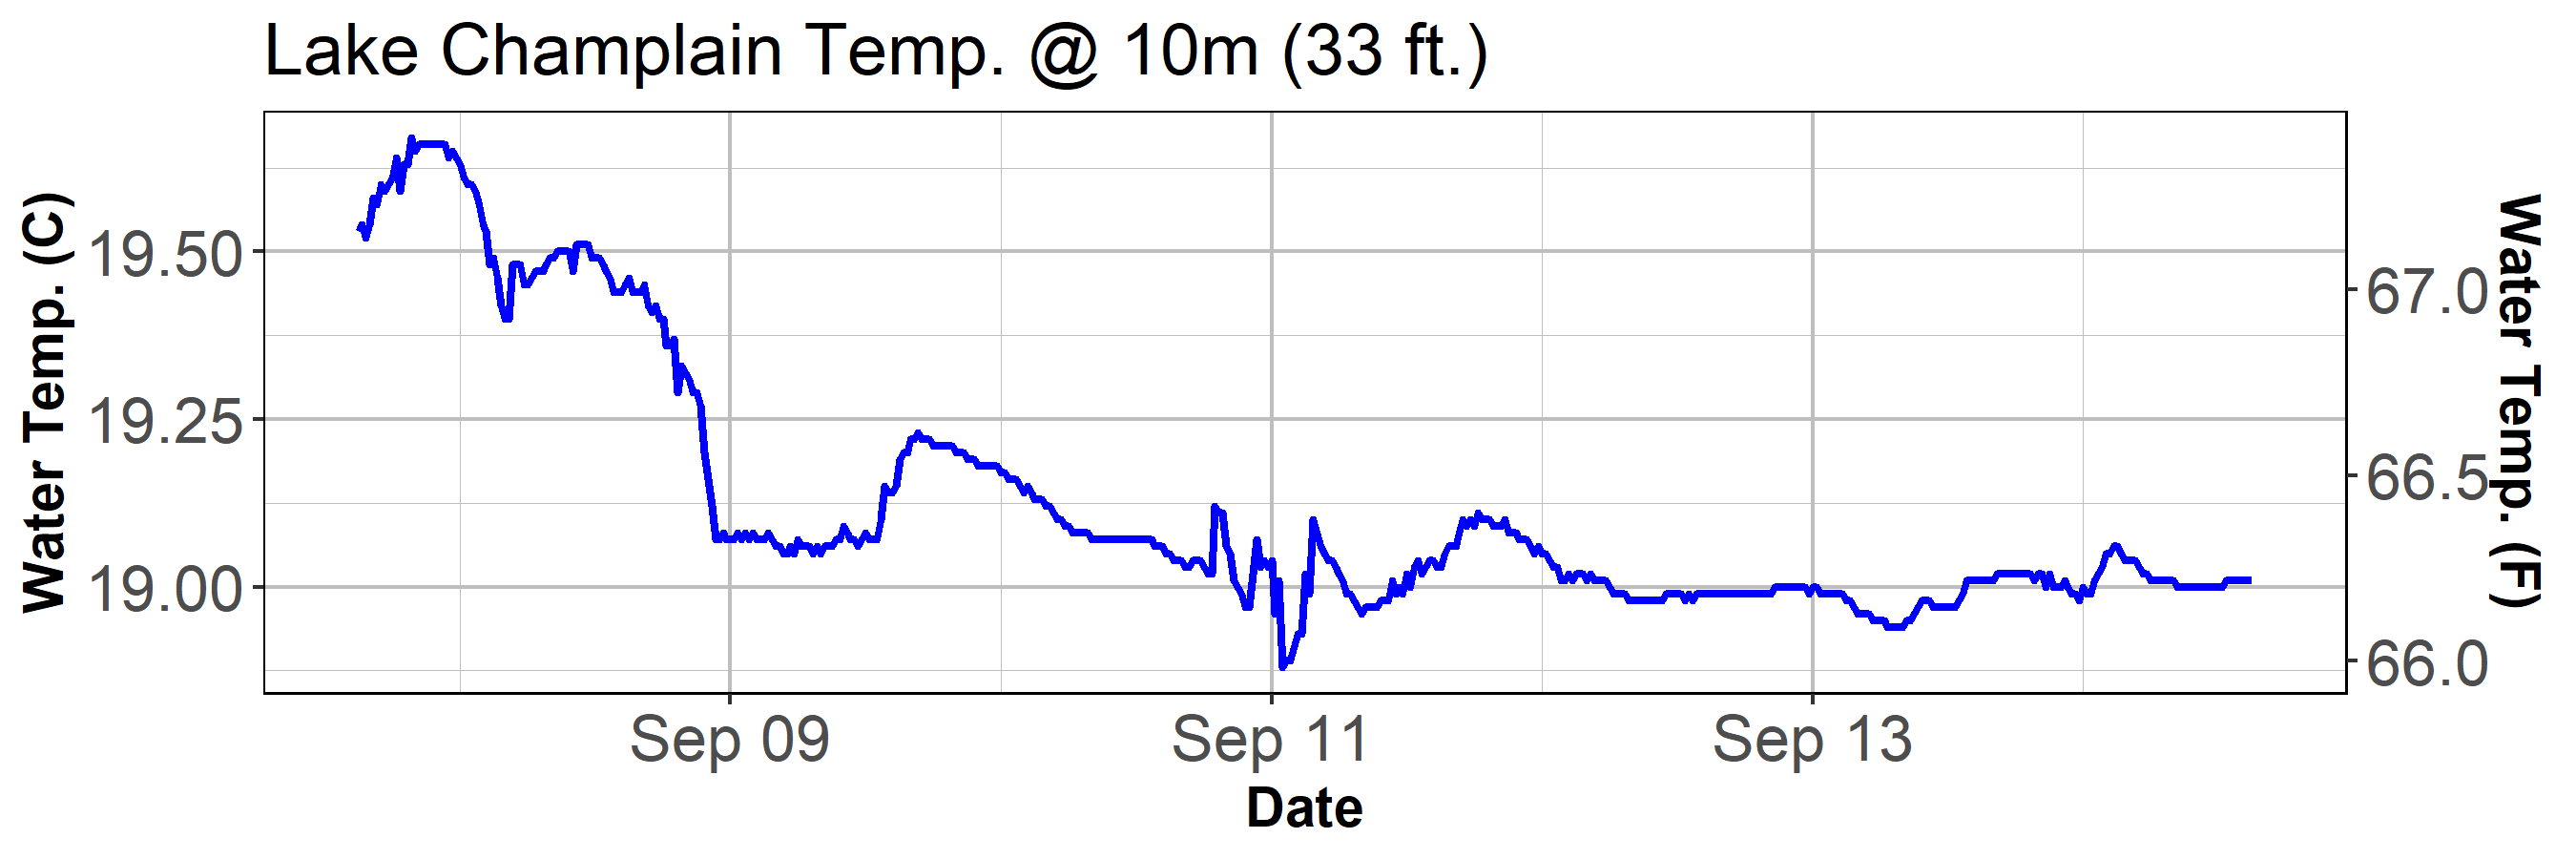 Lake Champlain Temp. @ 10m (33 ft.)
Water Temp. (C)
19.50
19.25
19.00
67.0
66.5
66.0
Water Temp. (F)
Sep 09
Sep 11
Sep 13
Date